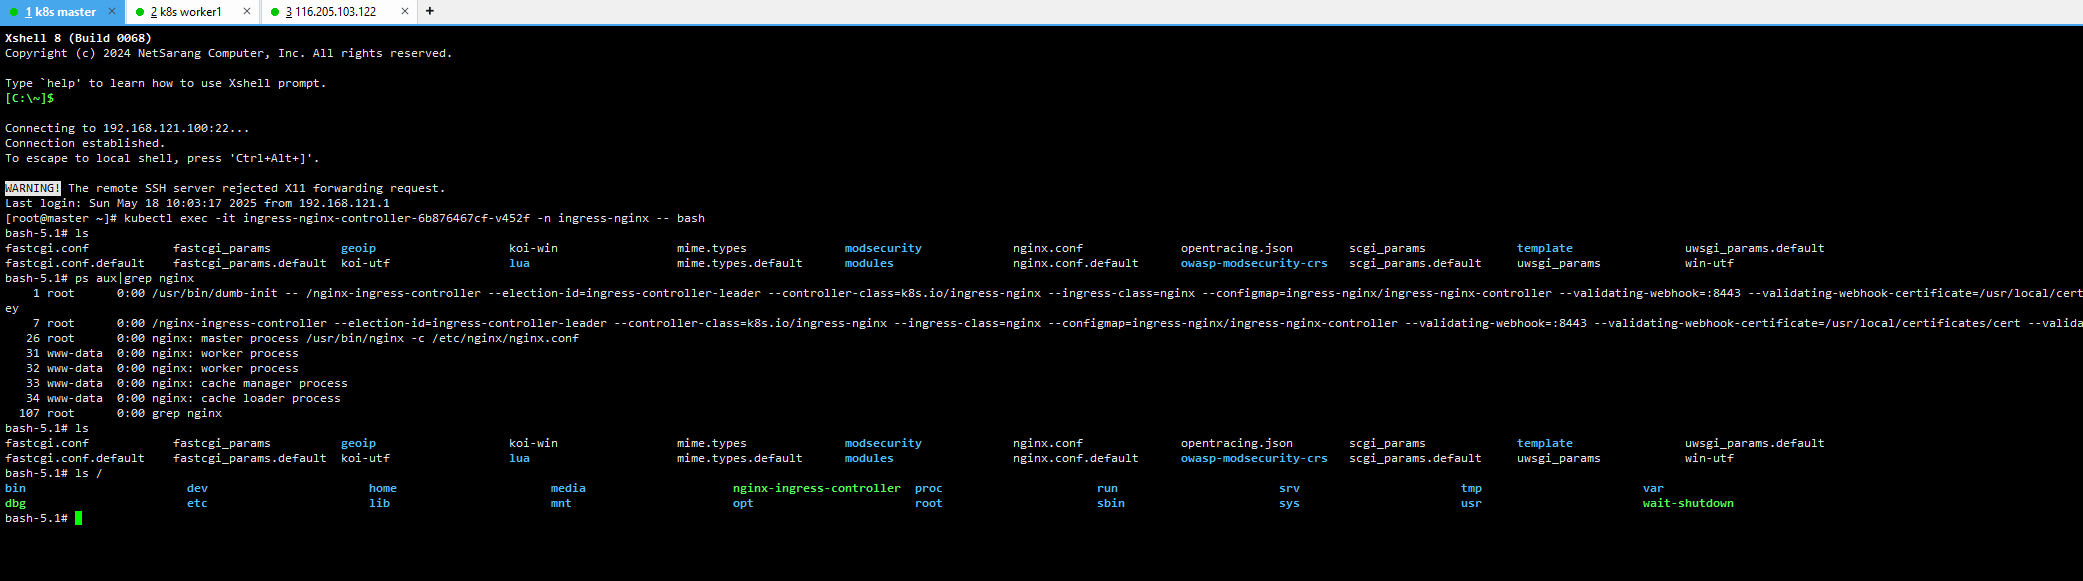 1 k8s master × 2 k8s worker1 × 3 116.205.103.122 × +
Xshell 8 (Build 0068)
Copyright (c) 2024 NetSarang Computer, Inc. All rights reserved.
Type `help' to learn how to use Xshell prompt.
[C:\~]$
Connecting to 192.168.121.100:22...
Connection established.
To escape to local shell, press 'Ctrl+Alt+]'.
WARNING! The remote SSH server rejected X11 forwarding request.
Last login: Sun May 18 10:03:17 2025 from 192.168.121.1
[root@master ~]# kubectl exec -it ingress-nginx-controller-6b876467cf-v452f -n ingress-nginx -- bash
bash-5.1# ls
fastcgi.conf fastcgi_params geoip koi-win mime.types modsecurity nginx.conf opentracing.json scgi_params template uwsgi_params.default
fastcgi.conf.default fastcgi_params.default koi-utf lua mime.types.default modules nginx.conf.default owasp-modsecurity-crs scgi_params.default uwsgi_params win-utf
bash-5.1# ps aux|grep nginx
1 root 0:00 /usr/bin/dumb-init -- /nginx-ingress-controller --election-id=ingress-controller-leader --controller-class=k8s.io/ingress-nginx --ingress-class=nginx --configmap=ingress-nginx/ingress-nginx-controller --validating-webhook=:8443 --validating-webhook-certificate=/usr/local/cert
ey
7 root 0:00 /nginx-ingress-controller --election-id=ingress-controller-leader --controller-class=k8s.io/ingress-nginx --ingress-class=nginx --configmap=ingress-nginx/ingress-nginx-controller --validating-webhook=:8443 --validating-webhook-certificate=/usr/local/certificates/cert --valida
26 root 0:00 nginx: master process /usr/bin/nginx -c /etc/nginx/nginx.conf
31 www-data 0:00 nginx: worker process
32 www-data 0:00 nginx: worker process
33 www-data 0:00 nginx: cache manager process
34 www-data 0:00 nginx: cache loader process
107 root 0:00 grep nginx
bash-5.1# ls
fastcgi.conf fastcgi_params geoip koi-win mime.types modsecurity nginx.conf opentracing.json scgi_params template uwsgi_params.default
fastcgi.conf.default fastcgi_params.default koi-utf lua mime.types.default modules nginx.conf.default owasp-modsecurity-crs scgi_params.default uwsgi_params win-utf
bash-5.1# ls /
bin dev home media nginx-ingress-controller proc run srv tmp var
dbg etc lib mnt opt root sbin sys usr wait-shutdown
bash-5.1#